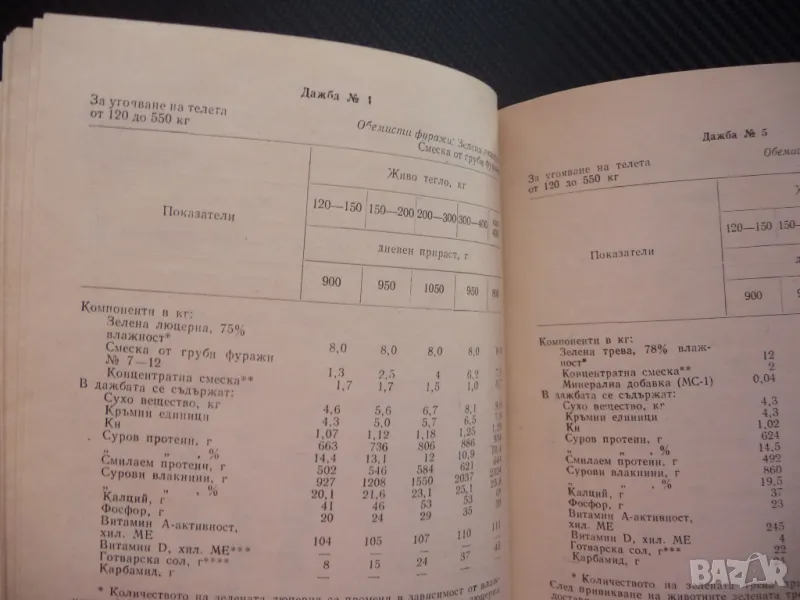 Дажба № 4
За угояване на телета
от 120 до 550 кг
Обемисти фуражи: Зелена
Смеска от груби
Показатели
Живо тегло, кг
120—150 150—200 200—300 300—400
дневен прираст, г
900 950 1050 950
Компоненти в кг:
Зелена люцерна, 75%
влажност* 8,0 8,0 8,0 8,0
Смеска от груби фуражи
№ 7—12 1,3 2,5 4 6,2
Концентратна смеска** 1,7 1,7 1,5 1,0
В дажбата се съдържат:
Сухо вещество, кг 4,6 5,6 6,7 8,1
Кръмни единици 4,3 5,0 5,7 6,5
Кн 1,07 1,12 1,18 1,25
Суров протеин, г 663 736 806 886
„ „ , % 14,4 13,1 12 10,9
Смилаем протеин, г 502 546 584 621
Сурови влакнини, г 927 1208 1550 2037
„ „ , % 20,1 21,6 23,1 25,1
Калций, г 41 46 53 53
Фосфор, г 20 24 29 35
Витамин А-активност,
хил. МЕ 104 105 107 110 111
Витамин D, хил. МЕ*** — — — —
Готварска сол, г**** 8 15 24 37
Карбамид, г — — — —
* Количеството на зелената люцерна се променя в зависимост от
Дажба № 5
За угояване на телета
от 120 до 550 кг
Обемис
Показатели
120—150 150
900
Компоненти в кг:
Зелена трева, 78% влаж-
ност* 12
Концентратна смеска** 2
Минерална добавка (МС-1) 0,04
В дажбата се съдържат:
Сухо вещество, кг 4,3
Кръмни единици 4,3
Кн 1,02
Суров протеин, г 624
„ „ , % 14,5
Смилаем протеин, г 492
Сурови влакнини, г 860
„ „ , % 19,5
Калций, г 37
Фосфор, г 23
Витамин А-активност,
хил. МЕ 245
Витамин D, хил. МЕ*** 4
Готварска сол, г**** 22
Карбамид, г
* Количеството на зелената трева
След привикване на животните зелената
bazar